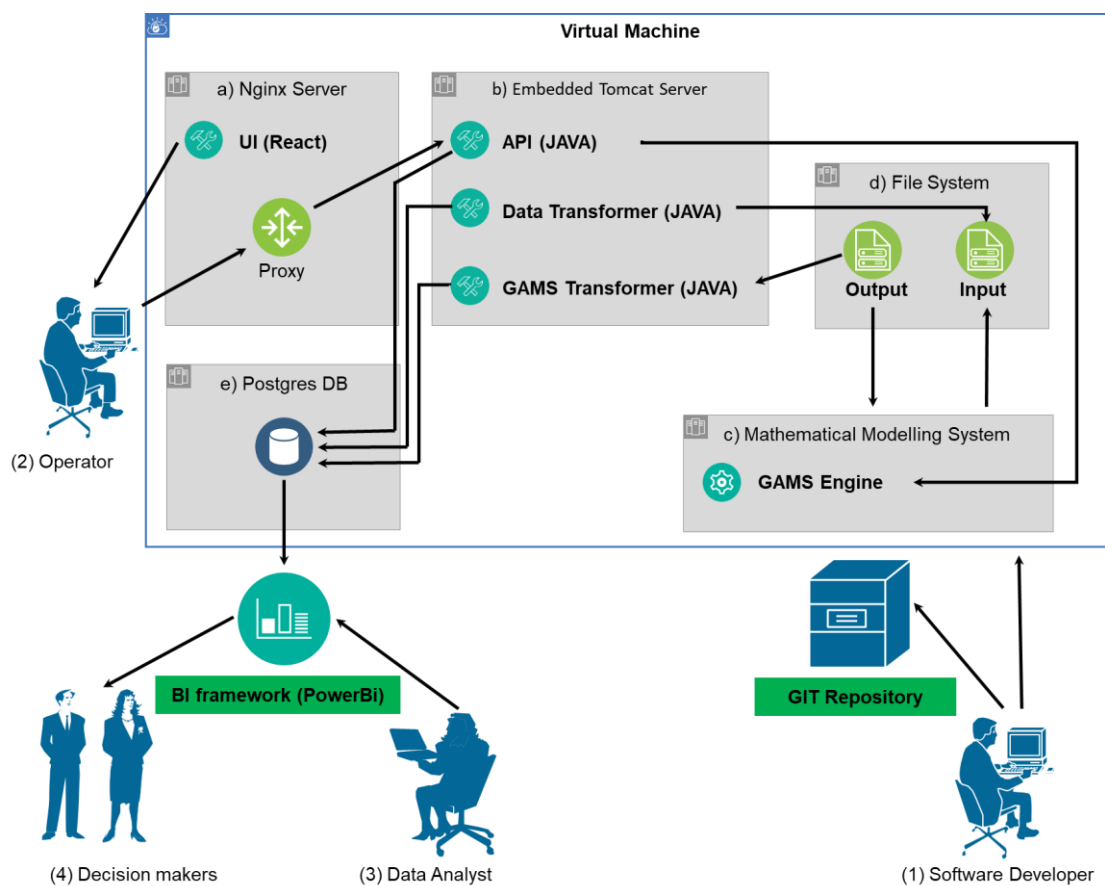 Virtual Machine
a) Nginx Server
UI (React)
Proxy
b) Embedded Tomcat Server
API (JAVA)
Data Transformer (JAVA)
GAMS Transformer (JAVA)
d) File System
Output
Input
e) Postgres DB
c) Mathematical Modelling System
GAMS Engine
(2) Operator
BI framework (PowerBi)
GIT Repository
(4) Decision makers
(3) Data Analyst
(1) Software Developer